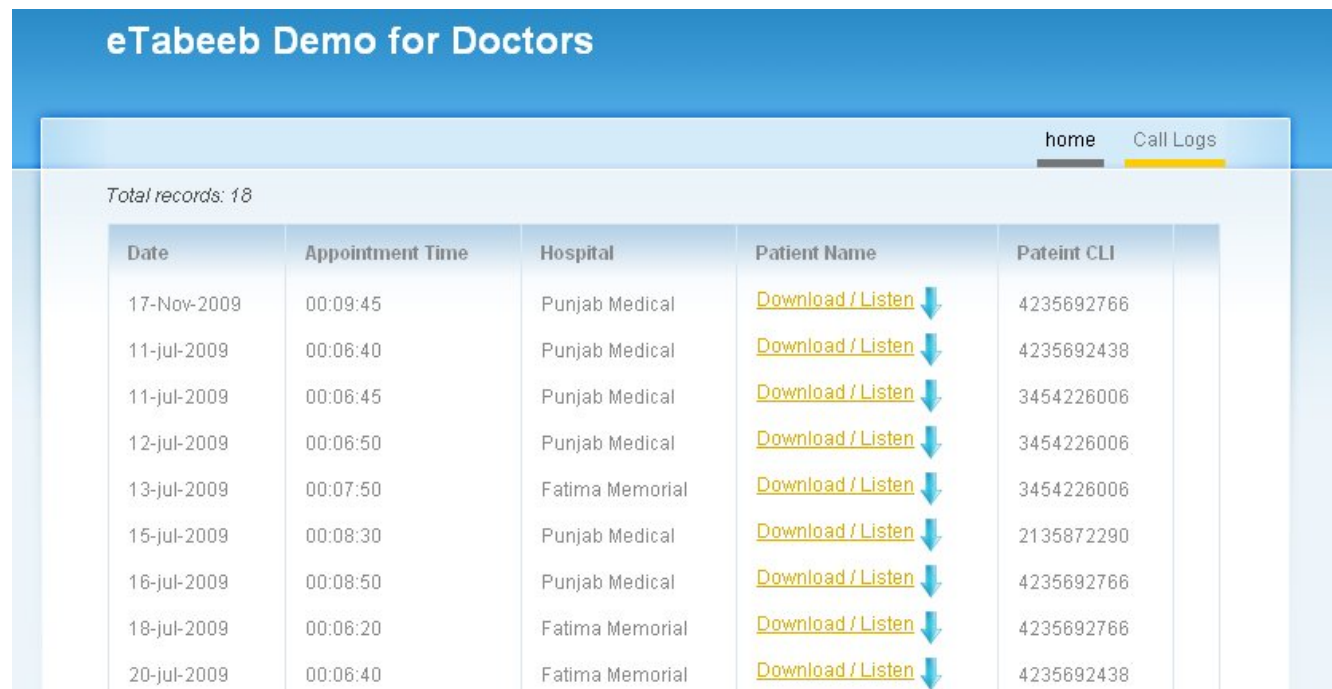 eTabeeb Demo for Doctors
home Call Logs
Total records: 18
Date Appointment Time Hospital Patient Name Pateint CLI
17-Nov-2009 00:09:45 Punjab Medical Download / Listen 4235692766
11-jul-2009 00:06:40 Punjab Medical Download / Listen 4235692438
11-jul-2009 00:06:45 Punjab Medical Download / Listen 3454226006
12-jul-2009 00:06:50 Punjab Medical Download / Listen 3454226006
13-jul-2009 00:07:50 Fatima Memorial Download / Listen 3454226006
15-jul-2009 00:08:30 Punjab Medical Download / Listen 2135872290
16-jul-2009 00:08:50 Punjab Medical Download / Listen 4235692766
18-jul-2009 00:06:20 Fatima Memorial Download / Listen 4235692766
20-jul-2009 00:06:40 Fatima Memorial Download / Listen 4235692438